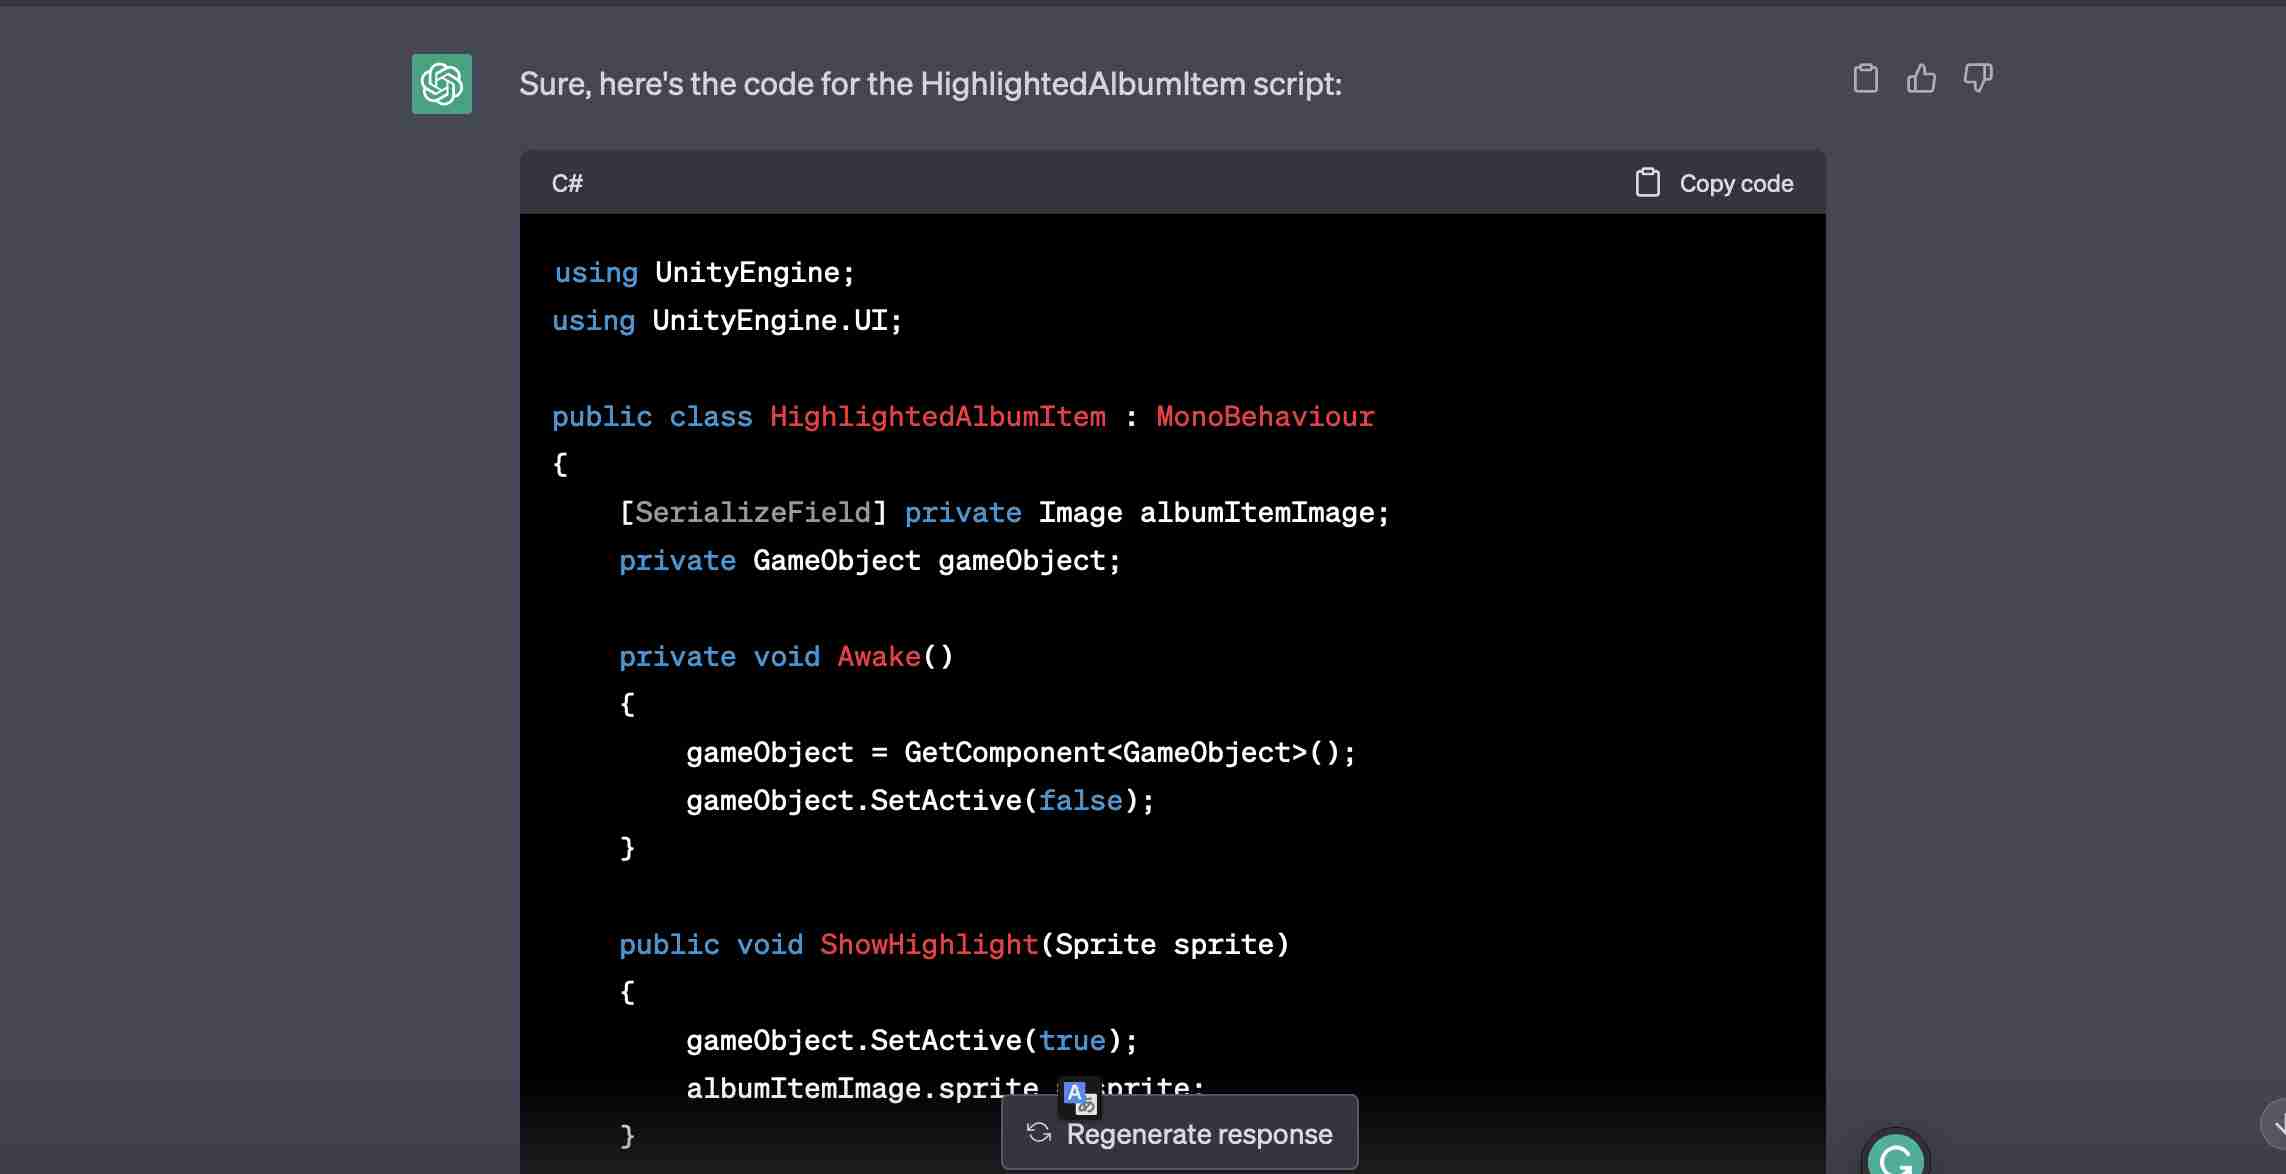 Sure, here's the code for the HighlightedAlbumItem script:
C#
Copy code
using UnityEngine;
using UnityEngine.UI;
public class HighlightedAlbumItem : MonoBehaviour
{
[SerializeField] private Image albumItemImage;
private GameObject gameObject;
private void Awake()
{
gameObject = GetComponent<GameObject>();
gameObject.SetActive(false);
}
public void ShowHighlight(Sprite sprite)
{
gameObject.SetActive(true);
albumItemImage.sprite = sprite;
}
A
あ
Regenerate response